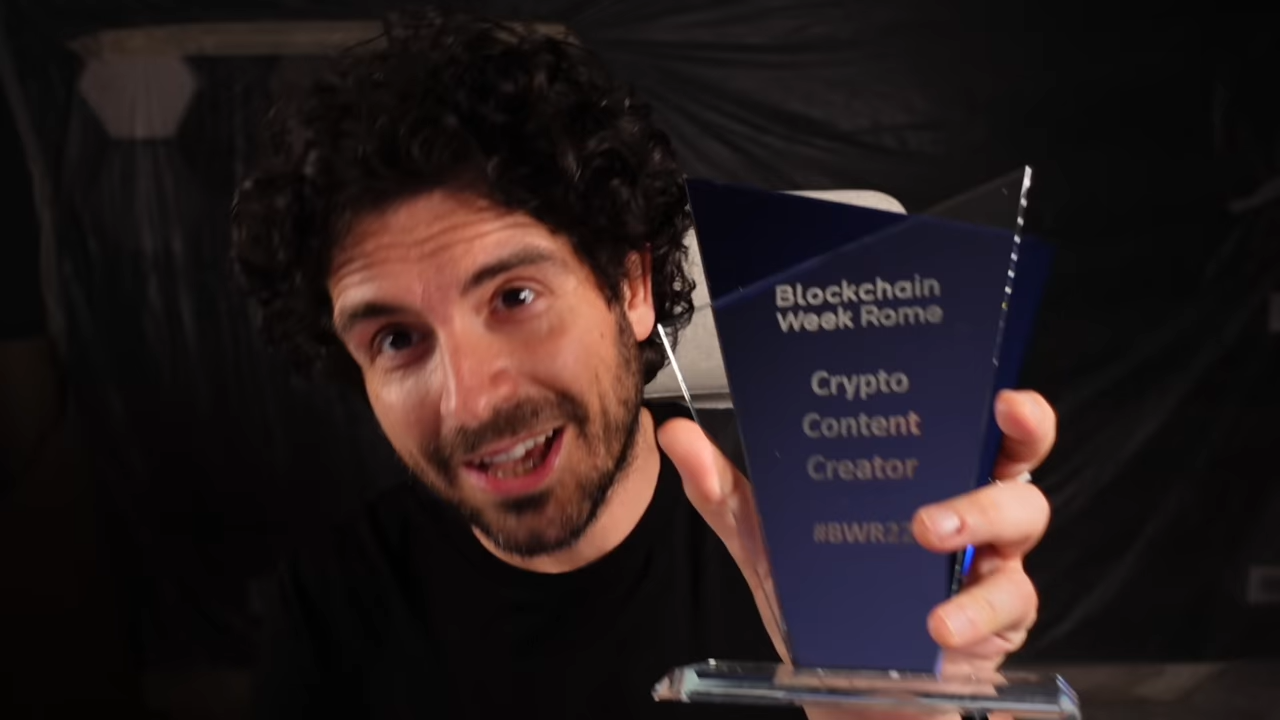 Blockchain
Week Rome
Crypto
Content
Creator
#BWR22